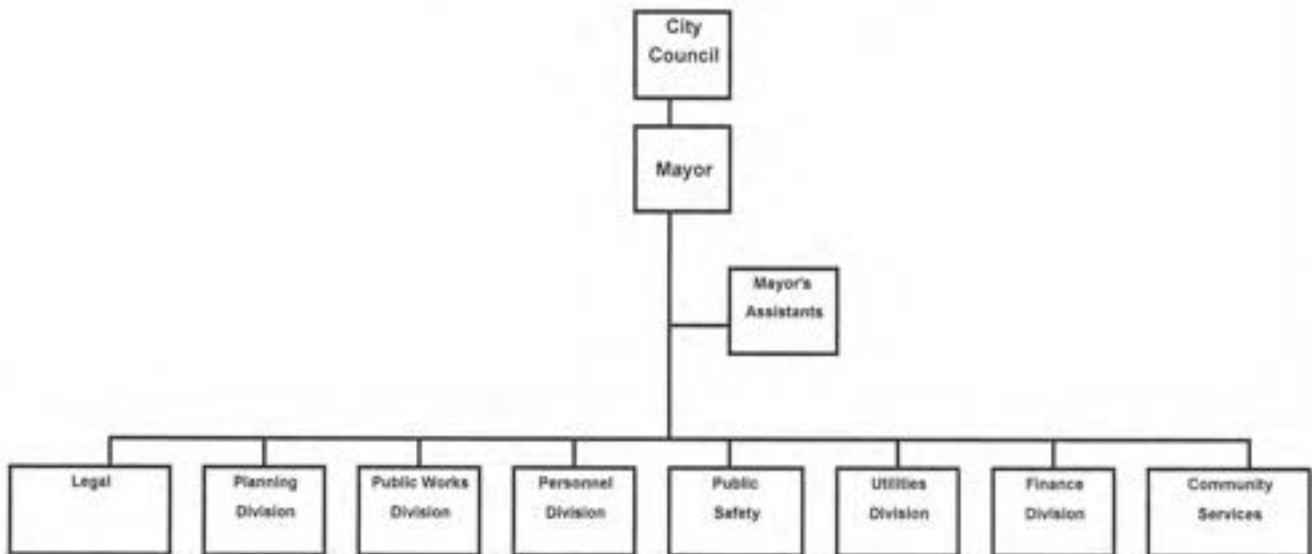 City
Council
Mayor
Mayor's
Assistants
Legal
Planning
Division
Public Works
Division
Personnel
Division
Public
Safety
Utilities
Division
Finance
Division
Community
Services